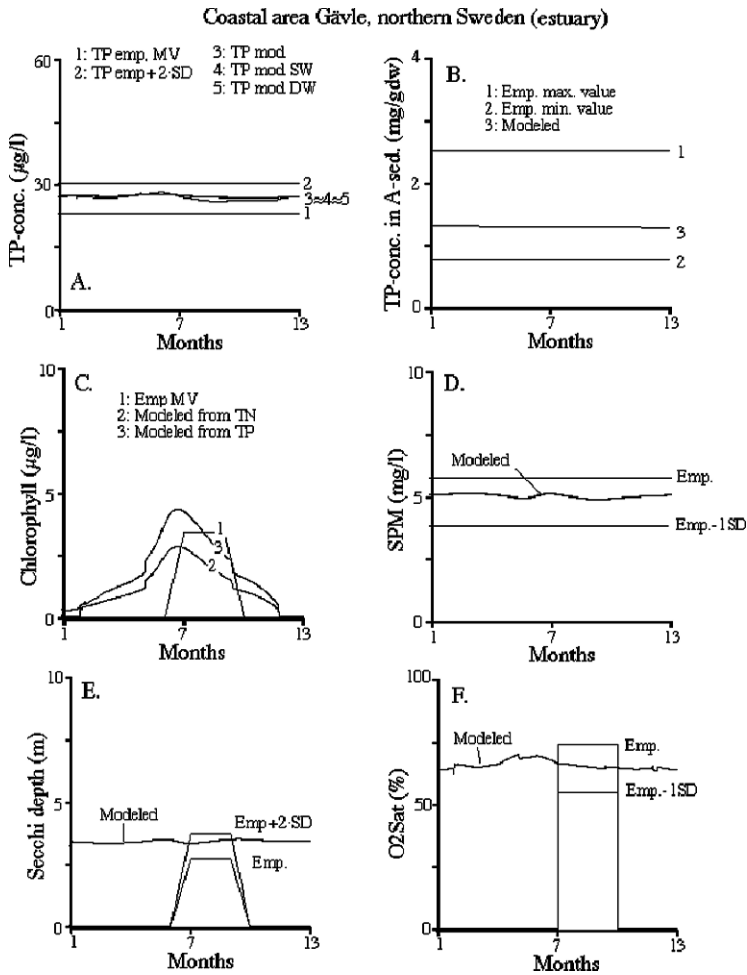 Coastal area Gävle, northern Sweden (estuary)
1: TP emp, MV
2: TP emp+2·SD
3: TP mod
4: TP mod SW
5: TP mod DW
TP-conc. (µg/l)
60
30
0
2
3≈4≈5
1
A.
1
7
13
Months
B.
1: Emp. max. value
2: Emp. min. value
3: Modeled
TP-conc. in A-sed. (mg/gdw)
4
2
0
1
3
2
1
7
13
Months
C.
1: Emp MV
2: Modeled from TN
3: Modeled from TP
Chlorophyll (µg/l)
10
5
0
1
3
2
1
7
13
Months
D.
SPM (mg/l)
10
5
0
Modeled
Emp.
Emp.-1SD
1
7
13
Months
E.
Secchi depth (m)
10
5
0
Modeled
Emp+2·SD
Emp.
1
7
13
Months
F.
O2Sat (%)
100
50
0
Modeled
Emp.
Emp.-1SD
1
7
13
Months